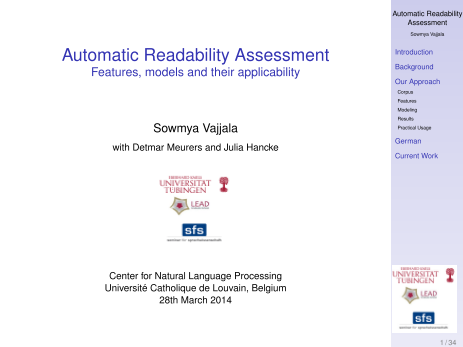 Automatic Readability Assessment
Features, models and their applicability
Sowmya Vajjala
with Detmar Meurers and Julia Hancke
EBERHARD KARLS
UNIVERSITÄT
TÜBINGEN
LEAD
sfs
seminar für sprachwissenschaft
Center for Natural Language Processing
Université Catholique de Louvain, Belgium
28th March 2014
Automatic Readability
Assessment
Sowmya Vajjala
Introduction
Background
Our Approach
Corpus
Features
Modeling
Results
Practical Usage
German
Current Work
EBERHARD KARLS
UNIVERSITÄT
TÜBINGEN
LEAD
sfs
seminar für sprachwissenschaft
1 / 34